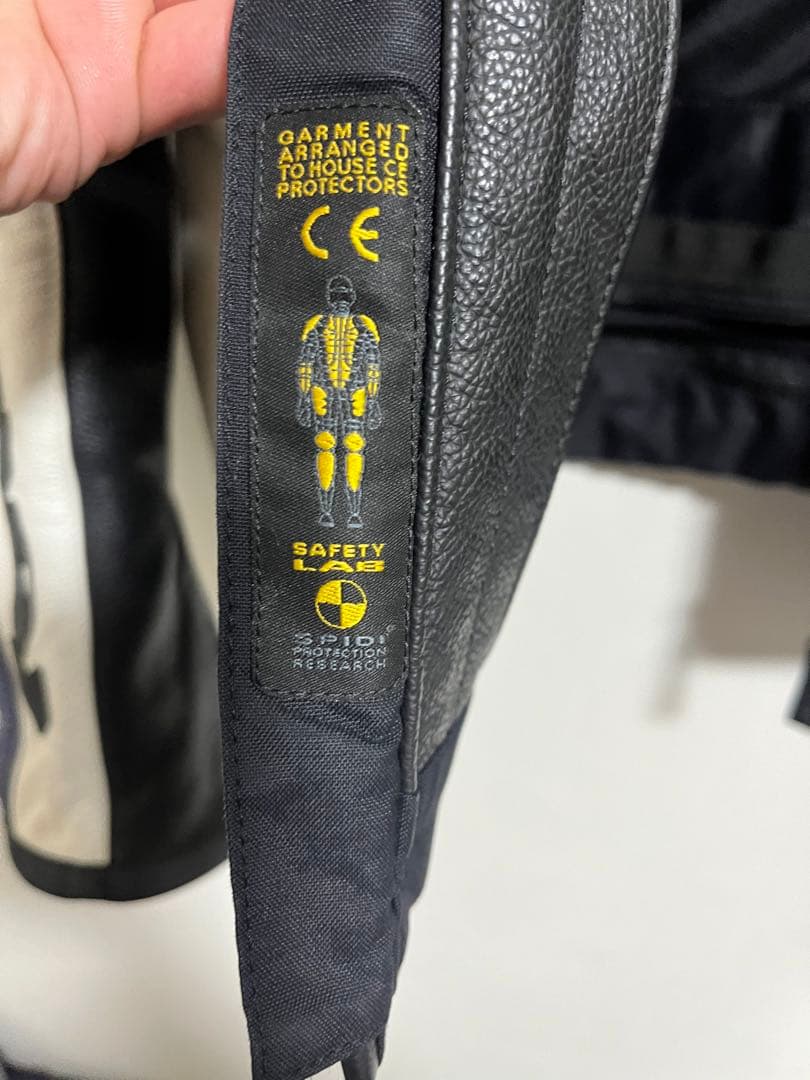 GARMENT
ARRANGED
TO HOUSE CE
PROTECTORS
CE
SAFETY
LAB
SPIDI®
PROTECTION
RESEARCH